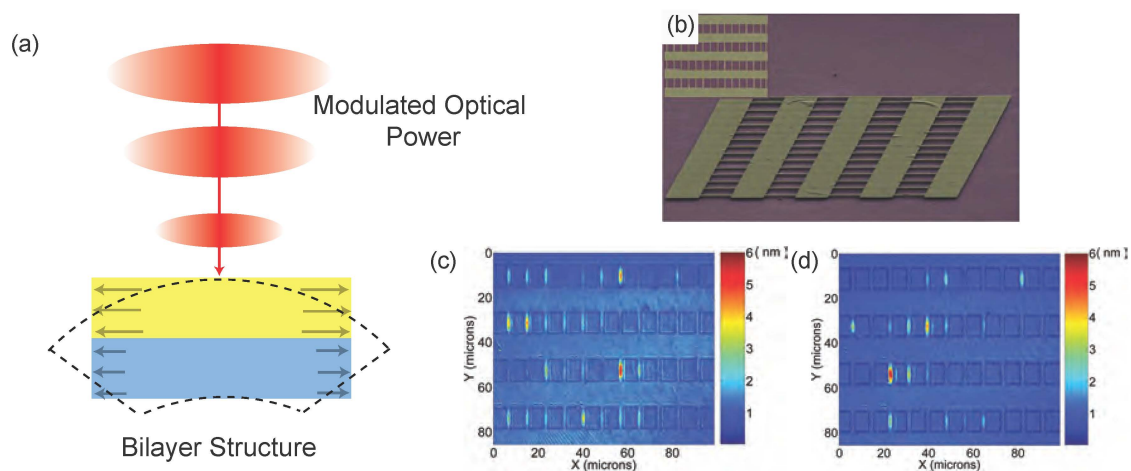 (a)
Modulated Optical
Power
Bilayer Structure
(b)
(c)
0
20
40
60
80
Y (microns)
0 20 40 60 80
X (microns)
6 ( nm )
5
4
3
2
1
(d)
0
20
40
60
80
Y (microns)
0 20 40 60 80
X (microns)
6 ( nm )
5
4
3
2
1